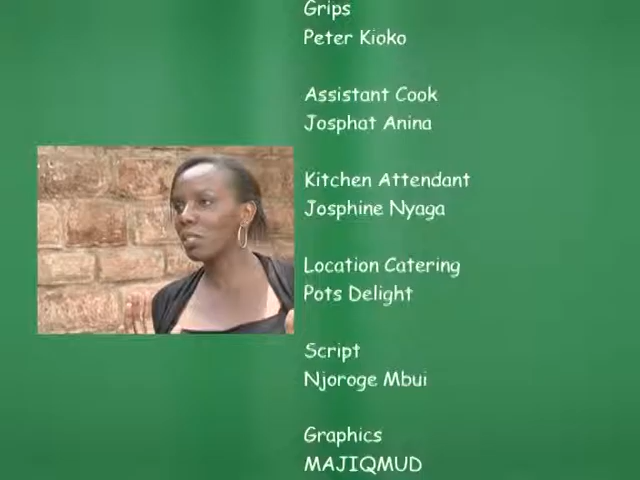 Grips
Peter Kioko
Assistant Cook
Josphat Anina
Kitchen Attendant
Josphine Nyaga
Location Catering
Pots Delight
Script
Njoroge Mbui
Graphics
MAJIQMUD